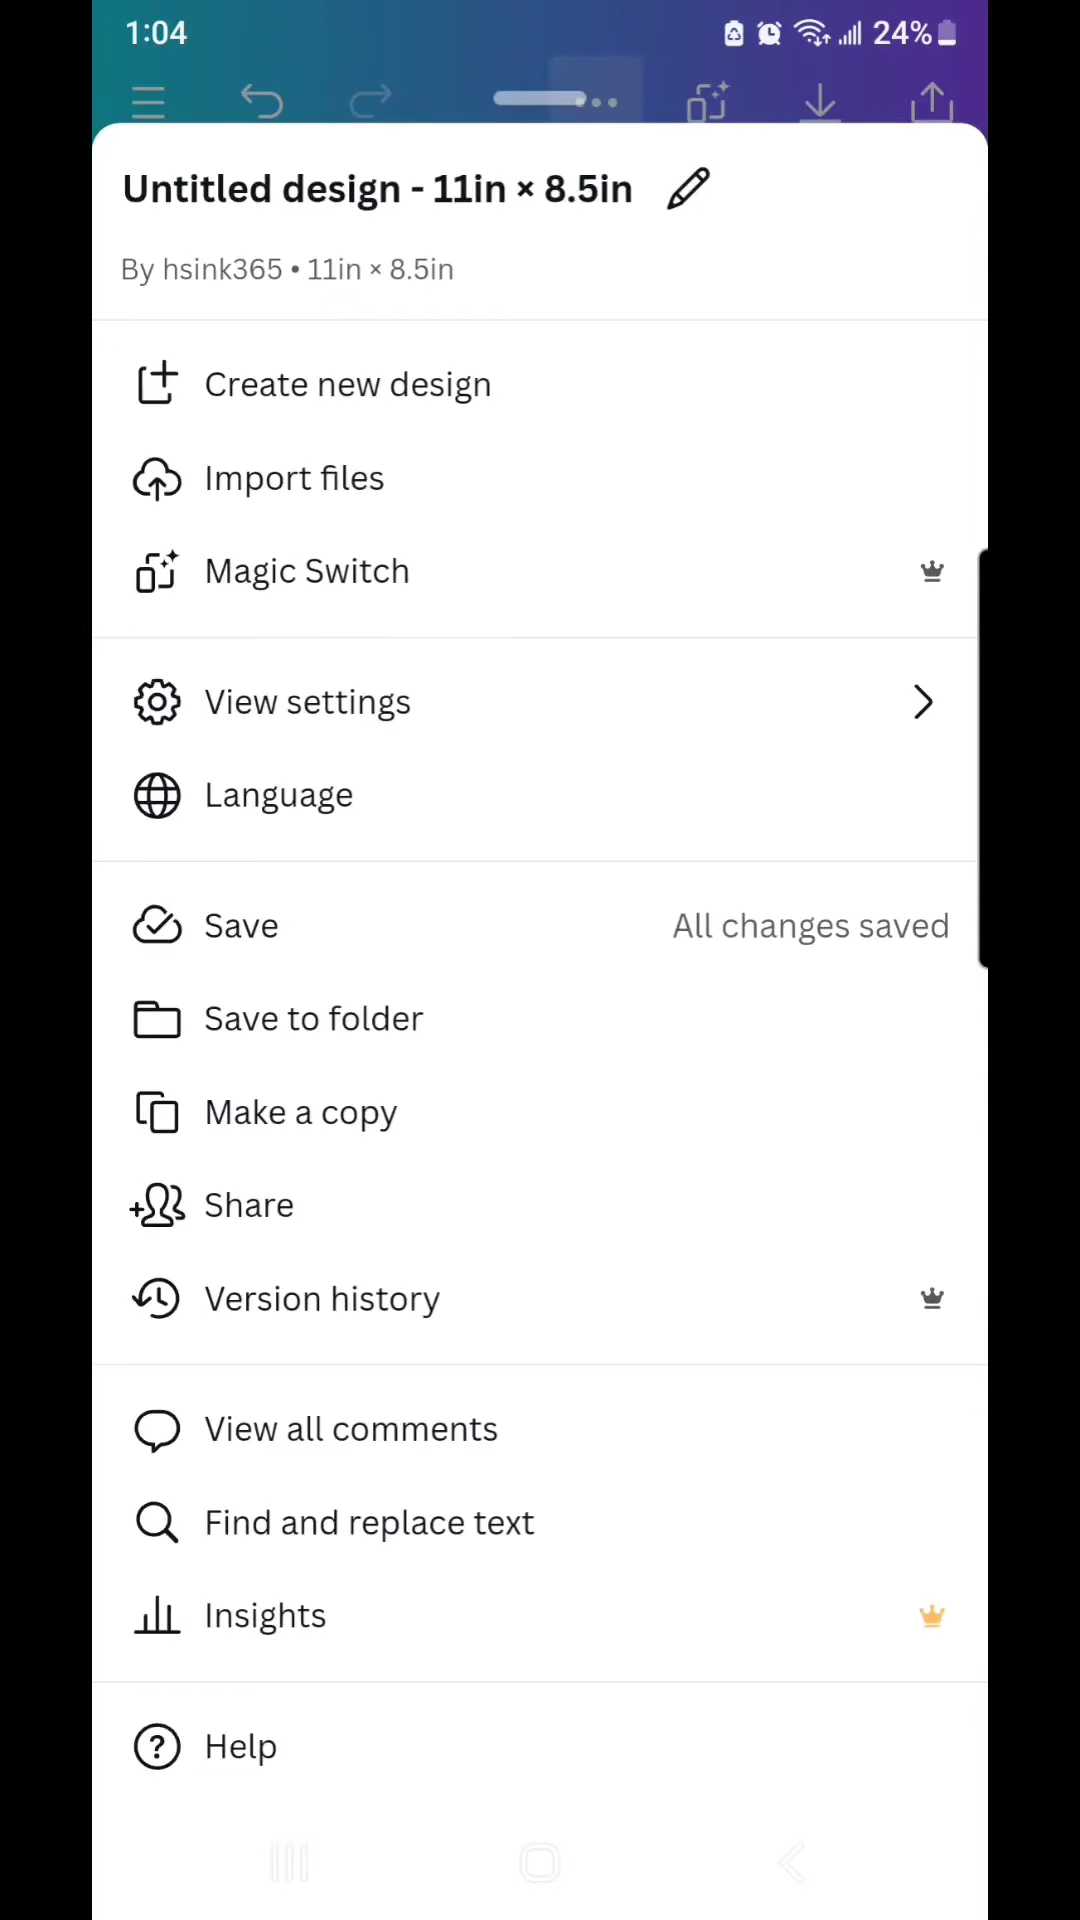 1:04
24%
Untitled design - 11in × 8.5in
By hsink365 • 11in × 8.5in
Create new design
Import files
Magic Switch
View settings
Language
Save All changes saved
Save to folder
Make a copy
Share
Version history
View all comments
Find and replace text
Insights
Help